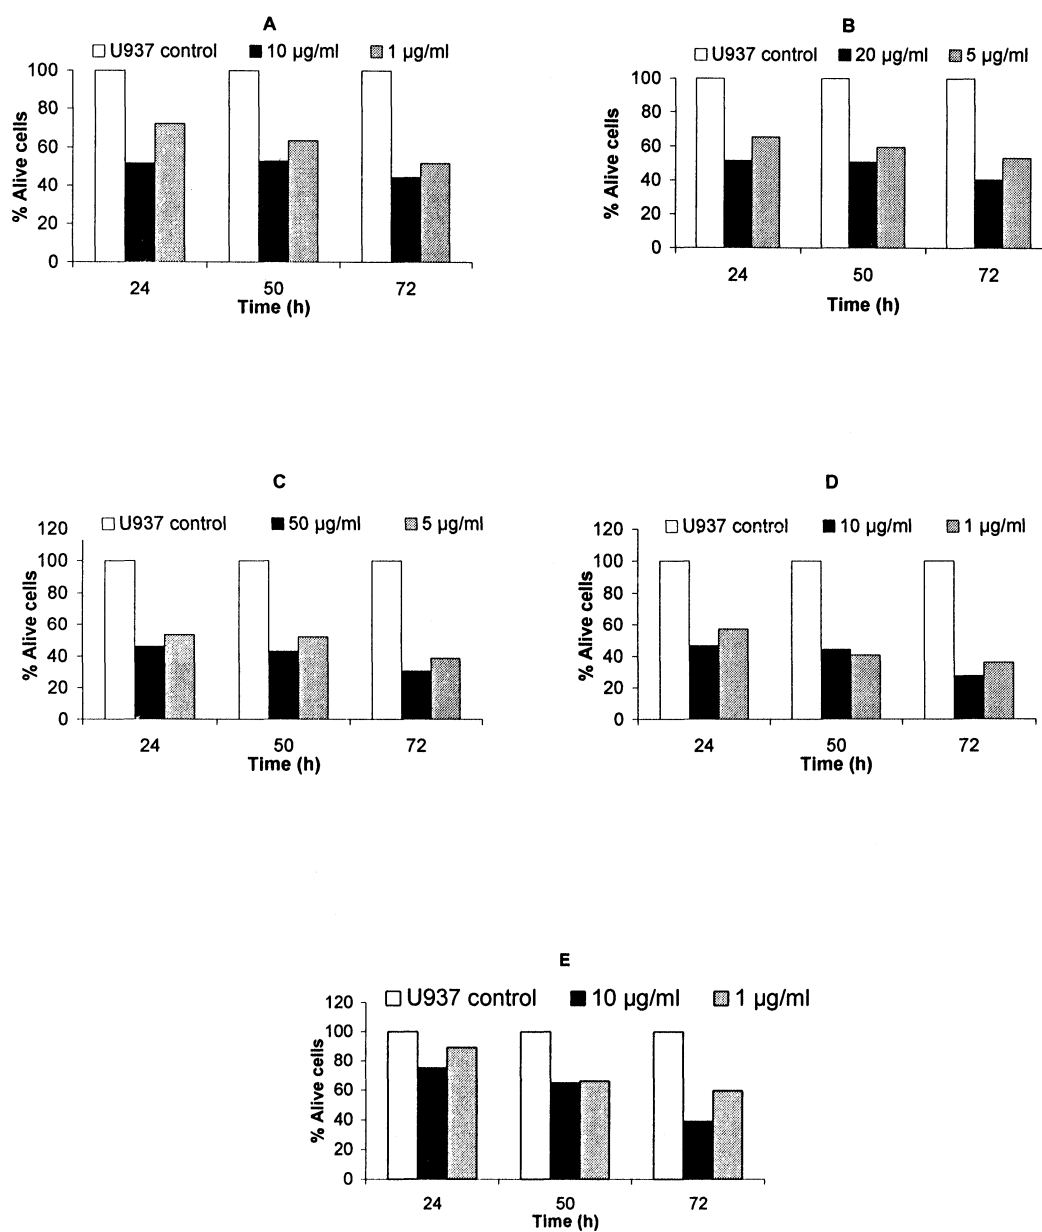 A
U937 control 10 µg/ml 1 µg/ml
100
80
60
40
20
0
% Alive cells
24 50 72
Time (h)
B
U937 control 20 µg/ml 5 µg/ml
100
80
60
40
20
0
% Alive cells
24 50 72
Time (h)
C
U937 control 50 µg/ml 5 µg/ml
120
100
80
60
40
20
0
% Alive cells
24 50 72
Time (h)
D
U937 control 10 µg/ml 1 µg/ml
120
100
80
60
40
20
0
% Alive cells
24 50 72
Time (h)
E
U937 control 10 µg/ml 1 µg/ml
120
100
80
60
40
20
0
% Alive cells
24 50 72
Time (h)